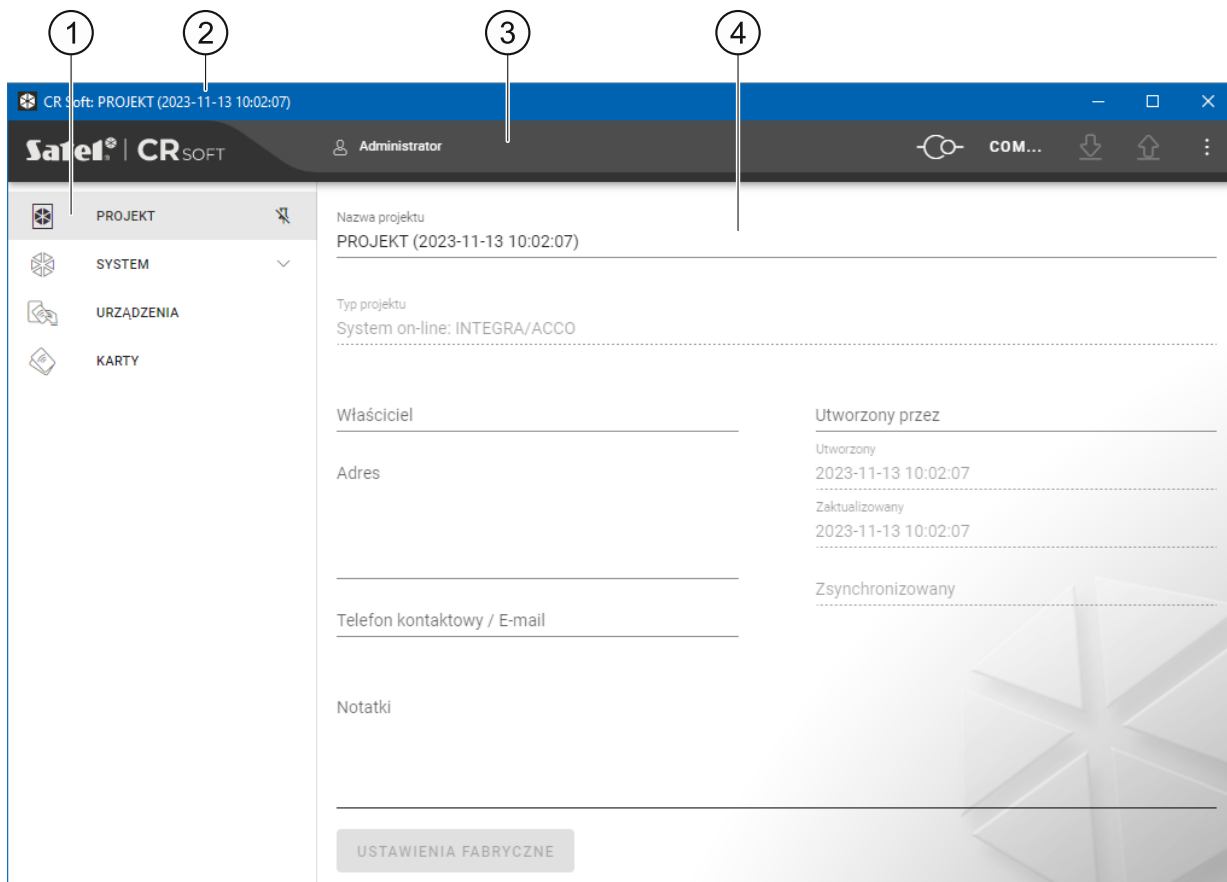 1 2 3 4
CR Soft: PROJEKT (2023-11-13 10:02:07)
Satel® | CR SOFT
Administrator
COM...
PROJEKT
SYSTEM
URZĄDZENIA
KARTY
Nazwa projektu
PROJEKT (2023-11-13 10:02:07)
Typ projektu
System on-line: INTEGRA/ACCO
Właściciel
Utworzony przez
Utworzony
2023-11-13 10:02:07
Adres
Zaktualizowany
2023-11-13 10:02:07
Zsynchronizowany
Telefon kontaktowy / E-mail
Notatki
USTAWIENIA FABRYCZNE